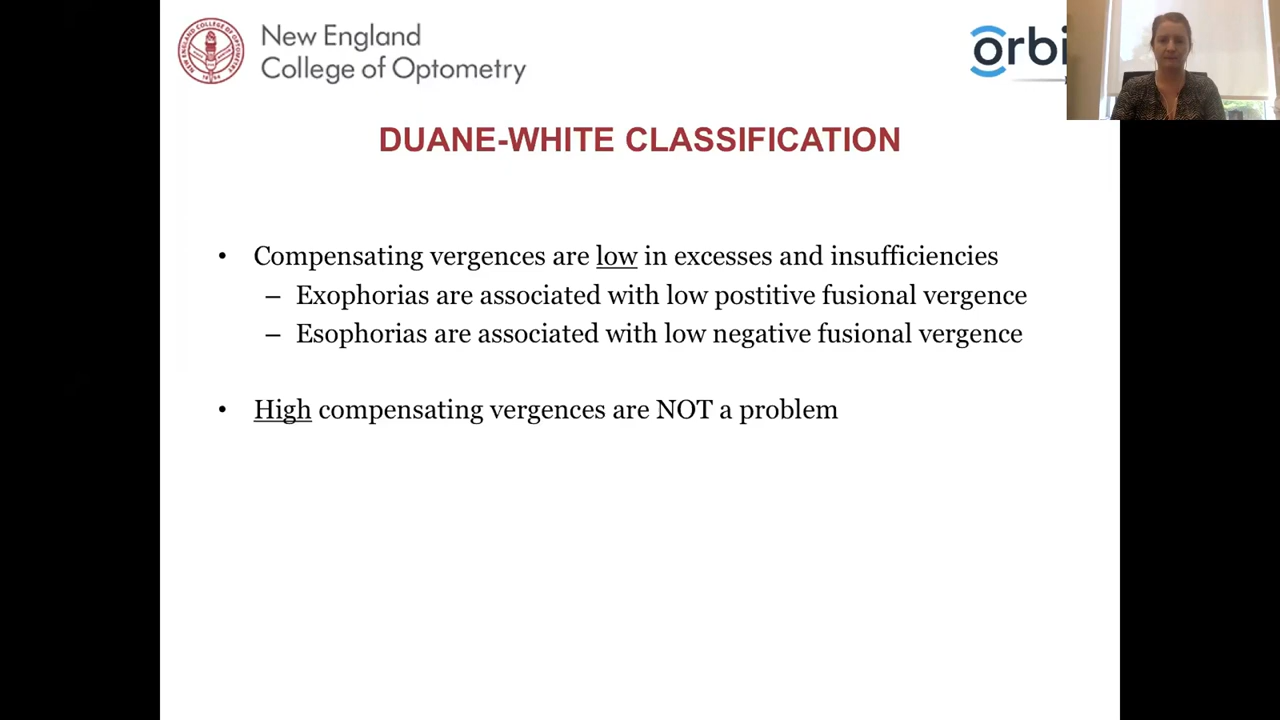 New England
College of Optometry
orbi
DUANE-WHITE CLASSIFICATION
• Compensating vergences are low in excesses and insufficiencies
– Exophorias are associated with low postitive fusional vergence
– Esophorias are associated with low negative fusional vergence
• High compensating vergences are NOT a problem